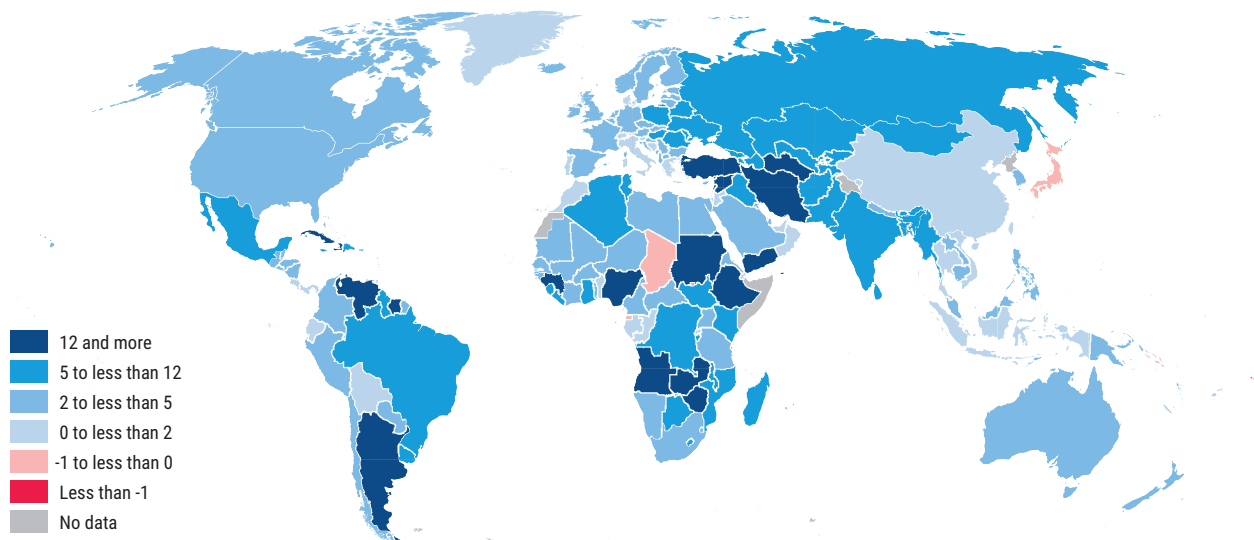 12 and more
5 to less than 12
2 to less than 5
0 to less than 2
-1 to less than 0
Less than -1
No data